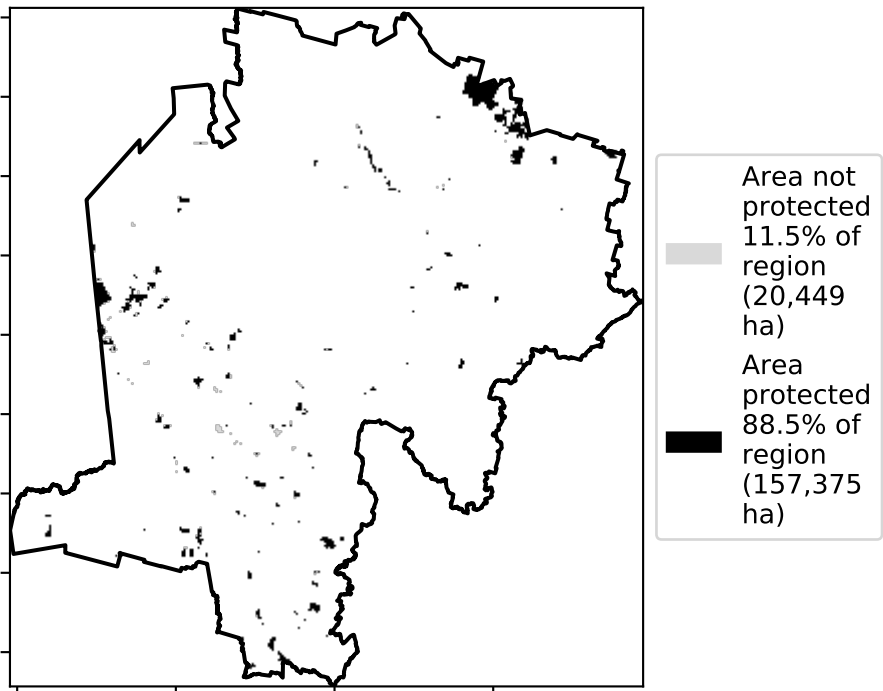 Area not
protected
11.5% of
region
(20,449
ha)
Area
protected
88.5% of
region
(157,375
ha)